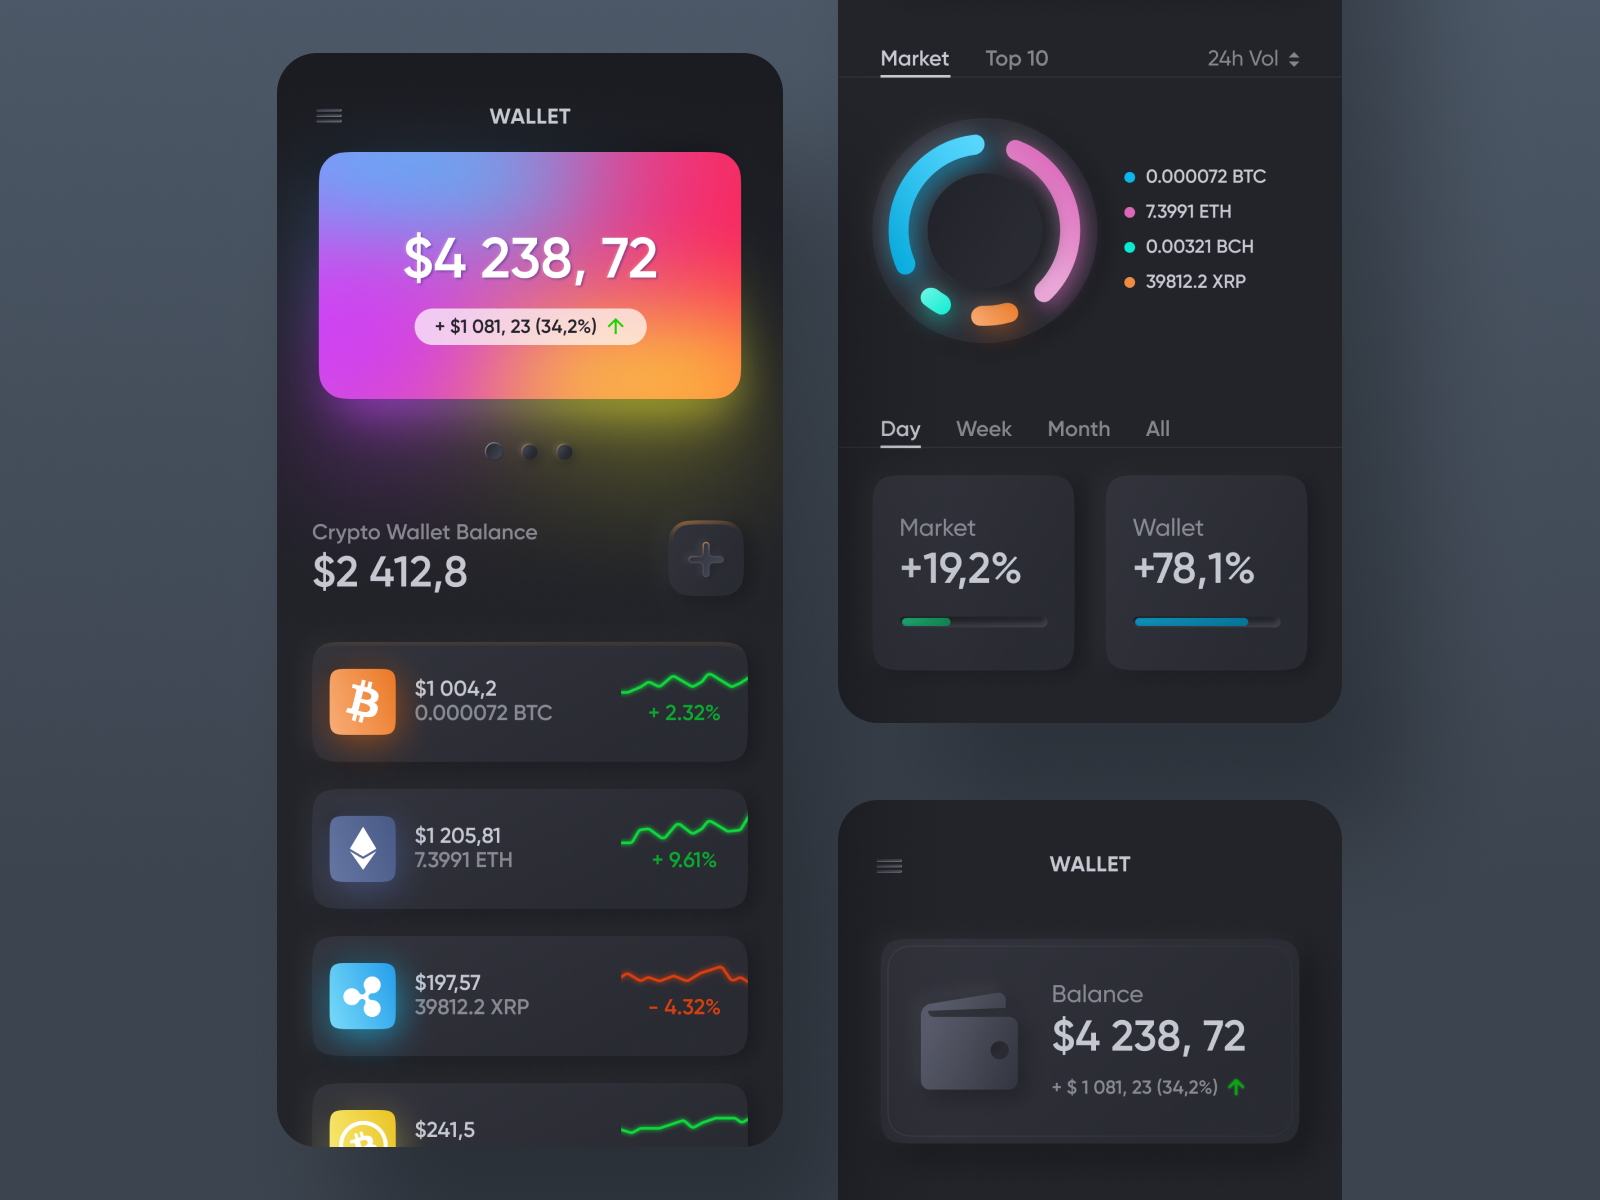 WALLET
$4 238, 72
+ $1 081, 23 (34,2%)
Crypto Wallet Balance
$2 412,8
$1 004,2
0.000072 BTC
+ 2.32%
$1 205,81
7.3991 ETH
+ 9.61%
$197,57
39812.2 XRP
- 4.32%
$241,5
Market Top 10 24h Vol
0.000072 BTC
7.3991 ETH
0.00321 BCH
39812.2 XRP
Day Week Month All
Market
+19,2%
Wallet
+78,1%
WALLET
Balance
$4 238, 72
+ $ 1 081, 23 (34,2%)